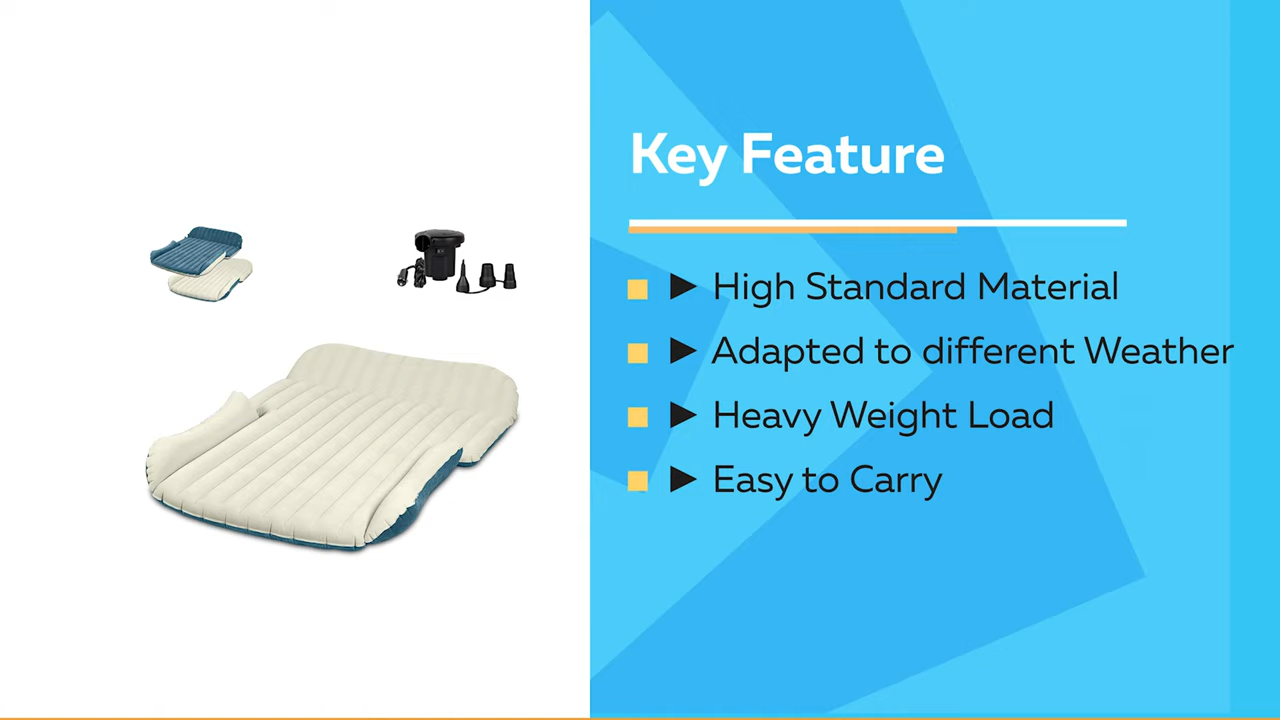 Key Feature
► High Standard Material
► Adapted to different Weather
► Heavy Weight Load
► Easy to Carry